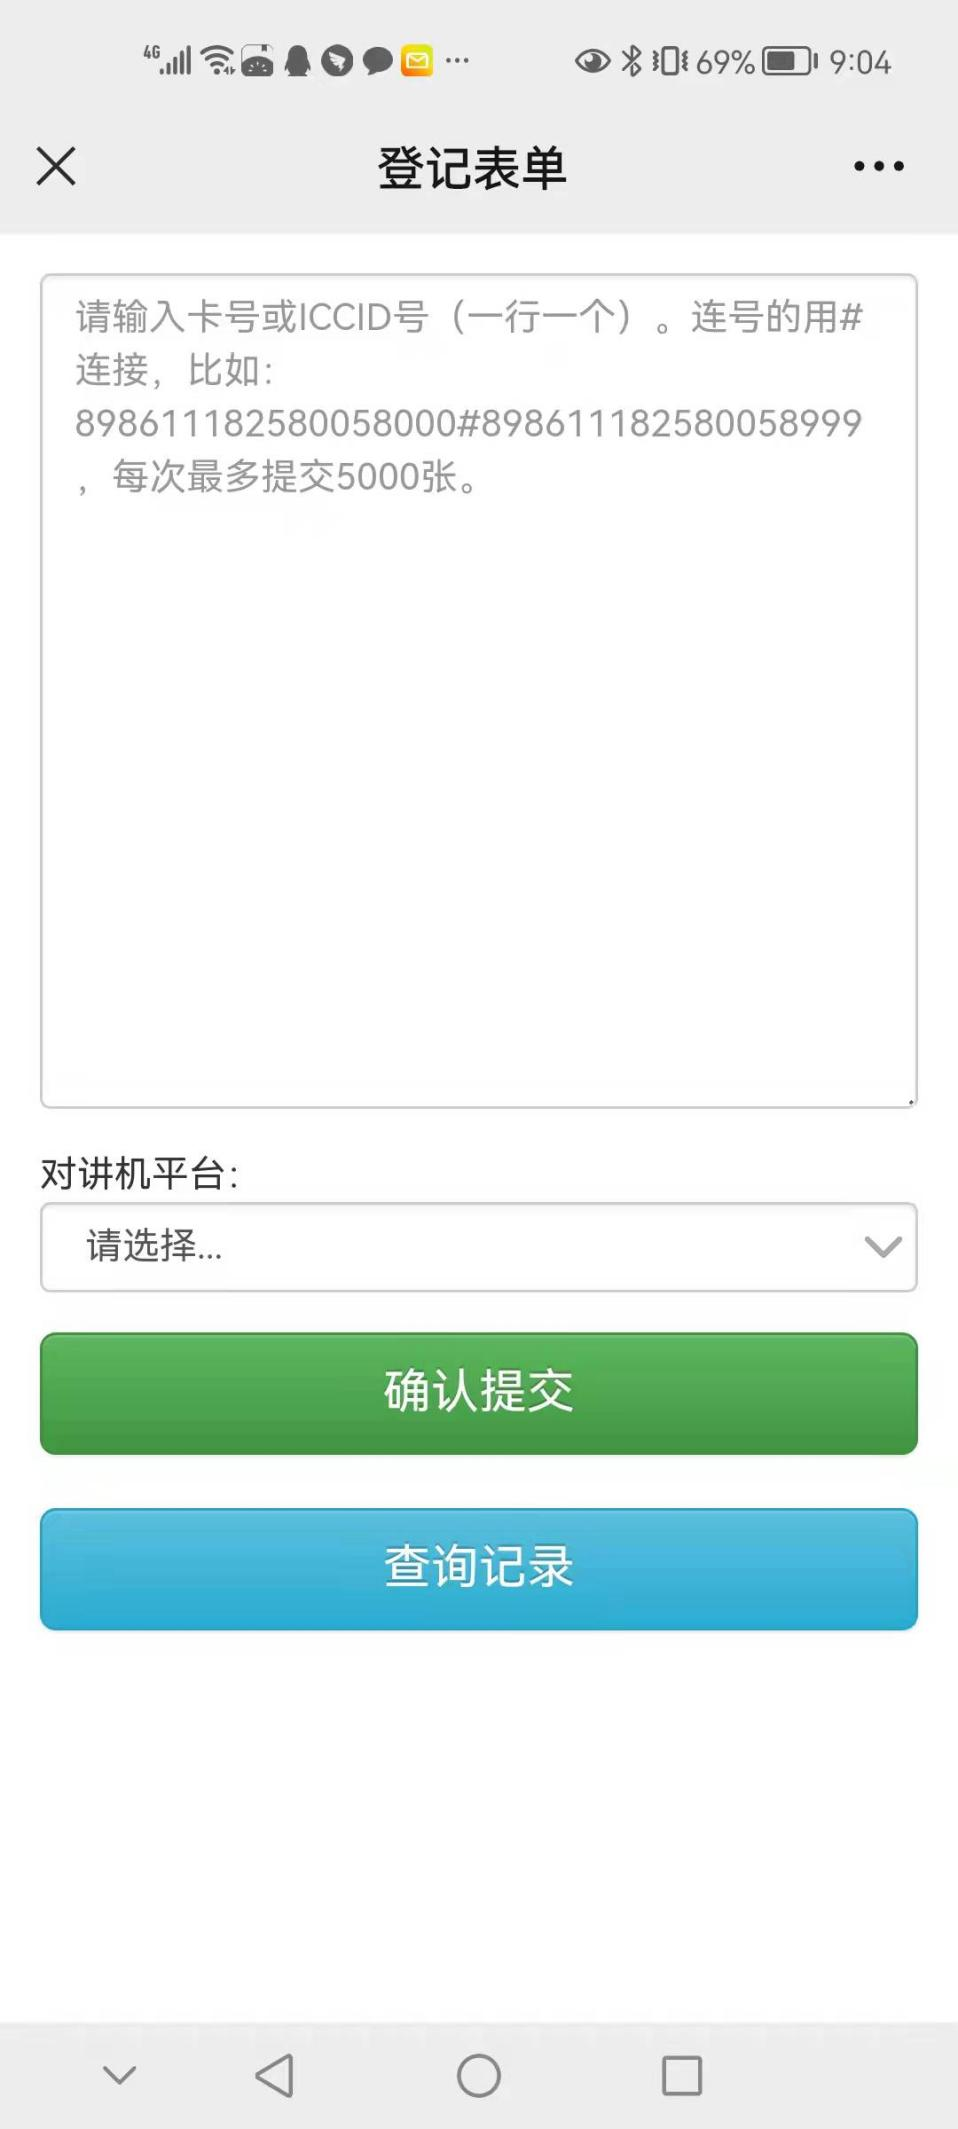 4G 69% 9:04
登记表单
请输入卡号或ICCID号（一行一个）。连号的用#
连接，比如：
898611182580058000#898611182580058999
，每次最多提交5000张。
对讲机平台：
请选择...
确认提交
查询记录